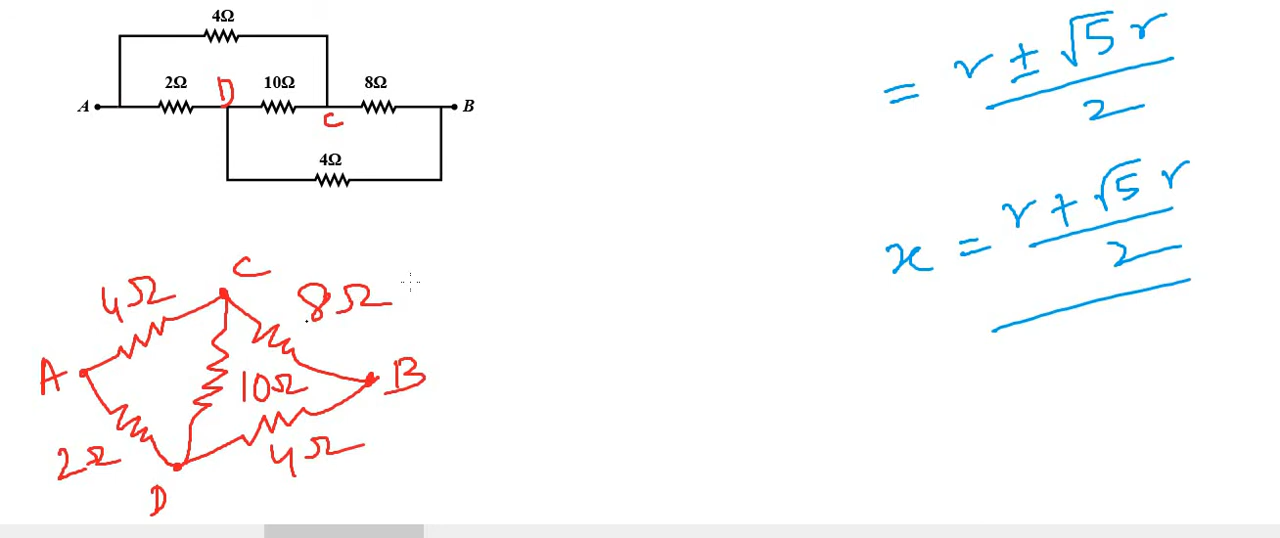 4Ω
2Ω D 10Ω 8Ω
A B
C
4Ω
C
4Ω 8Ω
A 10Ω B
2Ω 4Ω
D
= r ± √5 r
2
x = r + √5 r
2